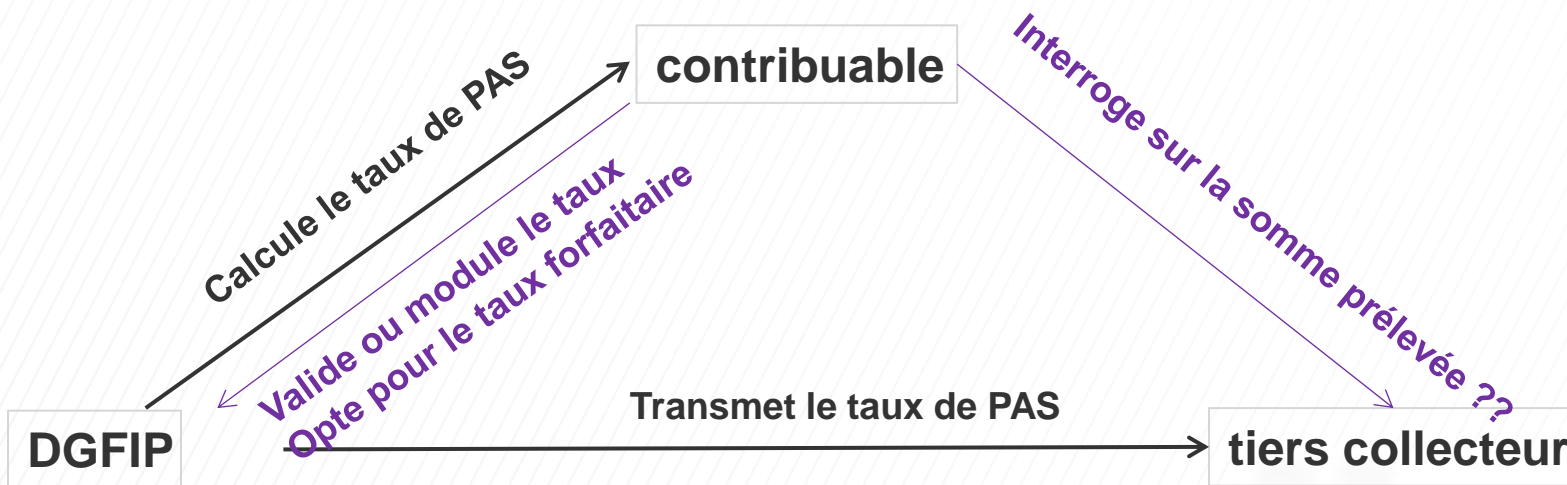 contribuable
Interroge sur la somme prélevée ??
Calcule le taux de PAS
Valide ou module le taux
Opte pour le taux forfaitaire
Transmet le taux de PAS
DGFIP
tiers collecteur